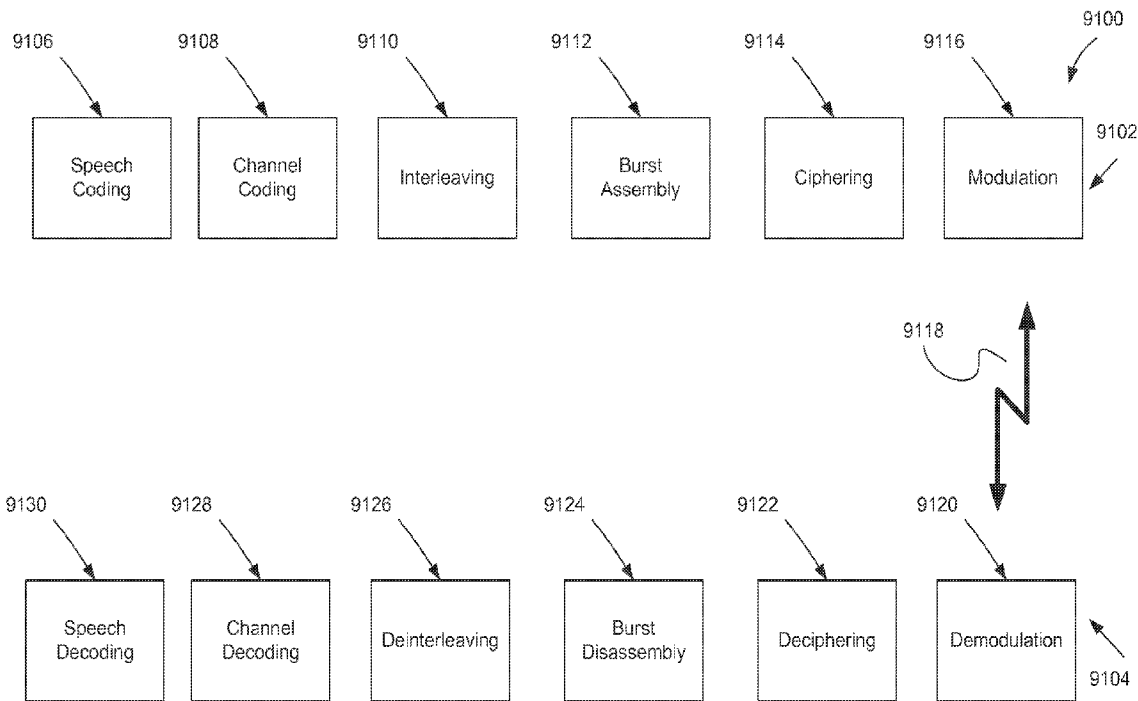 9100
9106 9108 9110 9112 9114 9116
9102
Speech
Coding
Channel
Coding
Interleaving
Burst
Assembly
Ciphering
Modulation
9118
9130 9128 9126 9124 9122 9120
Speech
Decoding
Channel
Decoding
Deinterleaving
Burst
Disassembly
Deciphering
Demodulation
9104